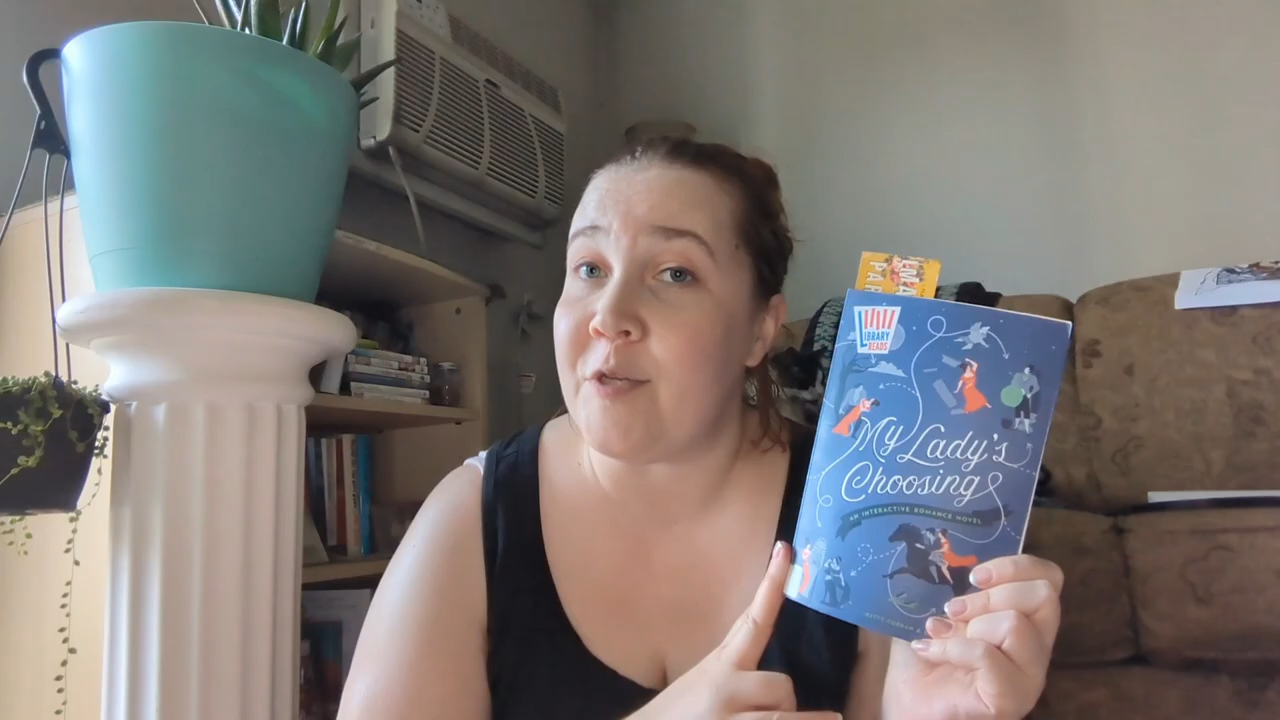 LIBRARY
READS
My Lady's
Choosing
AN INTERACTIVE ROMANCE NOVEL